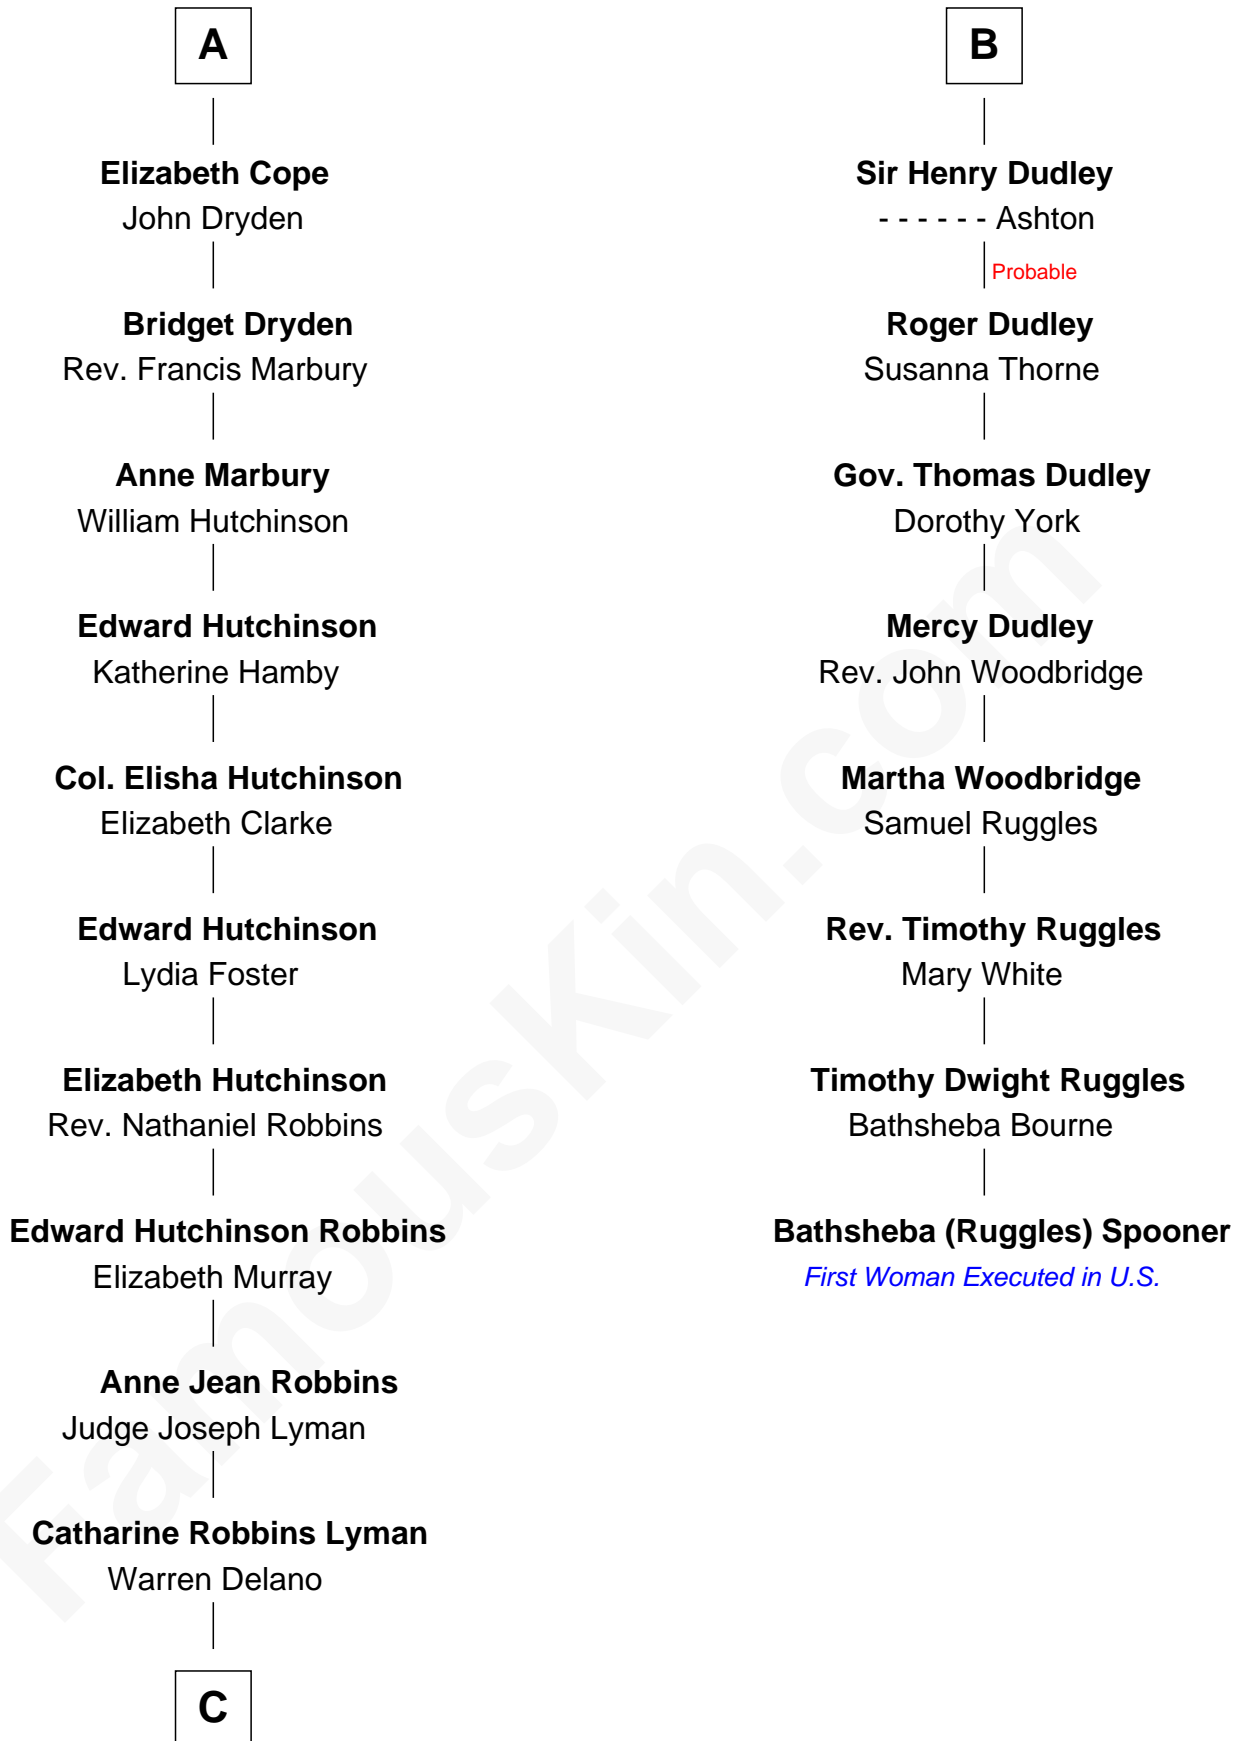 A
Elizabeth Cope
John Dryden
Bridget Dryden
Rev. Francis Marbury
Anne Marbury
William Hutchinson
Edward Hutchinson
Katherine Hamby
Col. Elisha Hutchinson
Elizabeth Clarke
Edward Hutchinson
Lydia Foster
Elizabeth Hutchinson
Rev. Nathaniel Robbins
Edward Hutchinson Robbins
Elizabeth Murray
Anne Jean Robbins
Judge Joseph Lyman
Catharine Robbins Lyman
Warren Delano
C
B
Sir Henry Dudley
- - - - - - Ashton
Probable
Roger Dudley
Susanna Thorne
Gov. Thomas Dudley
Dorothy York
Mercy Dudley
Rev. John Woodbridge
Martha Woodbridge
Samuel Ruggles
Rev. Timothy Ruggles
Mary White
Timothy Dwight Ruggles
Bathsheba Bourne
Bathsheba (Ruggles) Spooner
First Woman Executed in U.S.
FamousKin.com